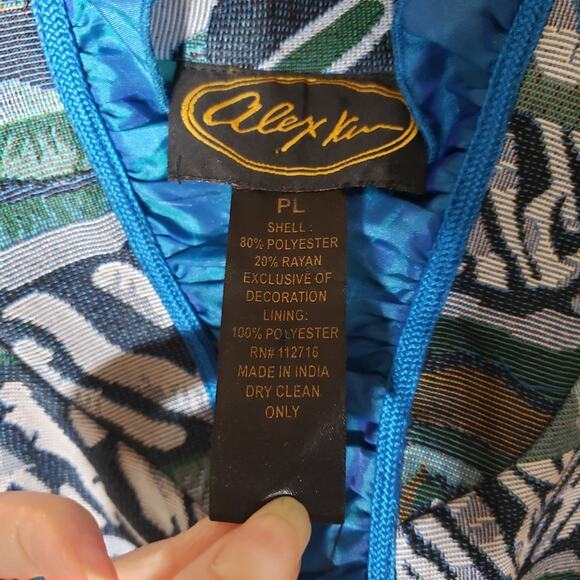 alex kim
PL
SHELL :
80% POLYESTER
20% RAYAN
EXCLUSIVE OF
DECORATION
LINING:
100% POLYESTER
RN# 112716
MADE IN INDIA
DRY CLEAN
ONLY